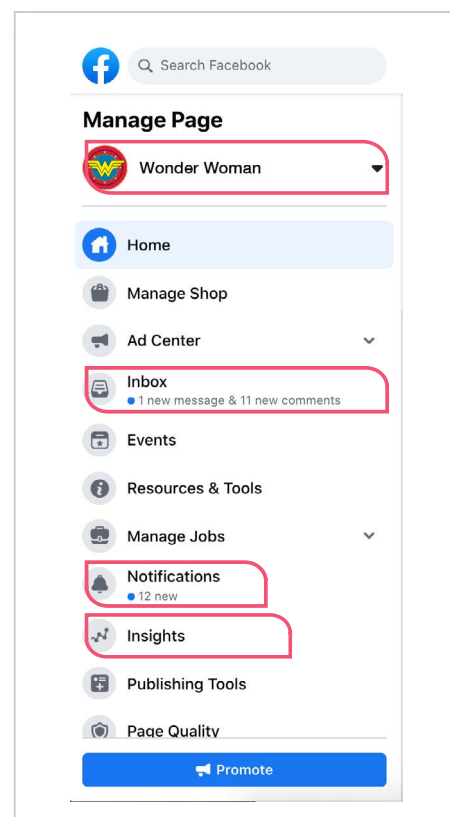 Search Facebook
Manage Page
Wonder Woman
Home
Manage Shop
Ad Center
Inbox
1 new message & 11 new comments
Events
Resources & Tools
Manage Jobs
Notifications
12 new
Insights
Publishing Tools
Page Quality
Promote